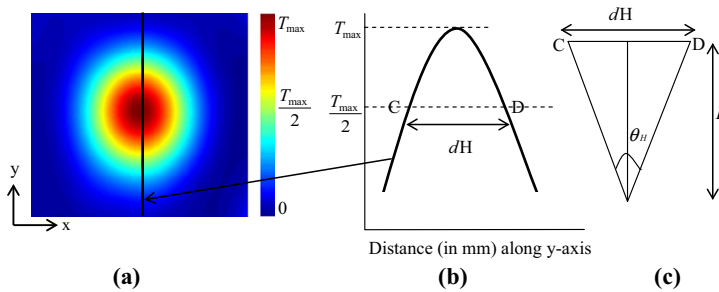 T_max
T_max/2
0
y
x
(a)
T_max
T_max/2
C
D
dH
Distance (in mm) along y-axis
(b)
dH
C
D
θ_H
(c)